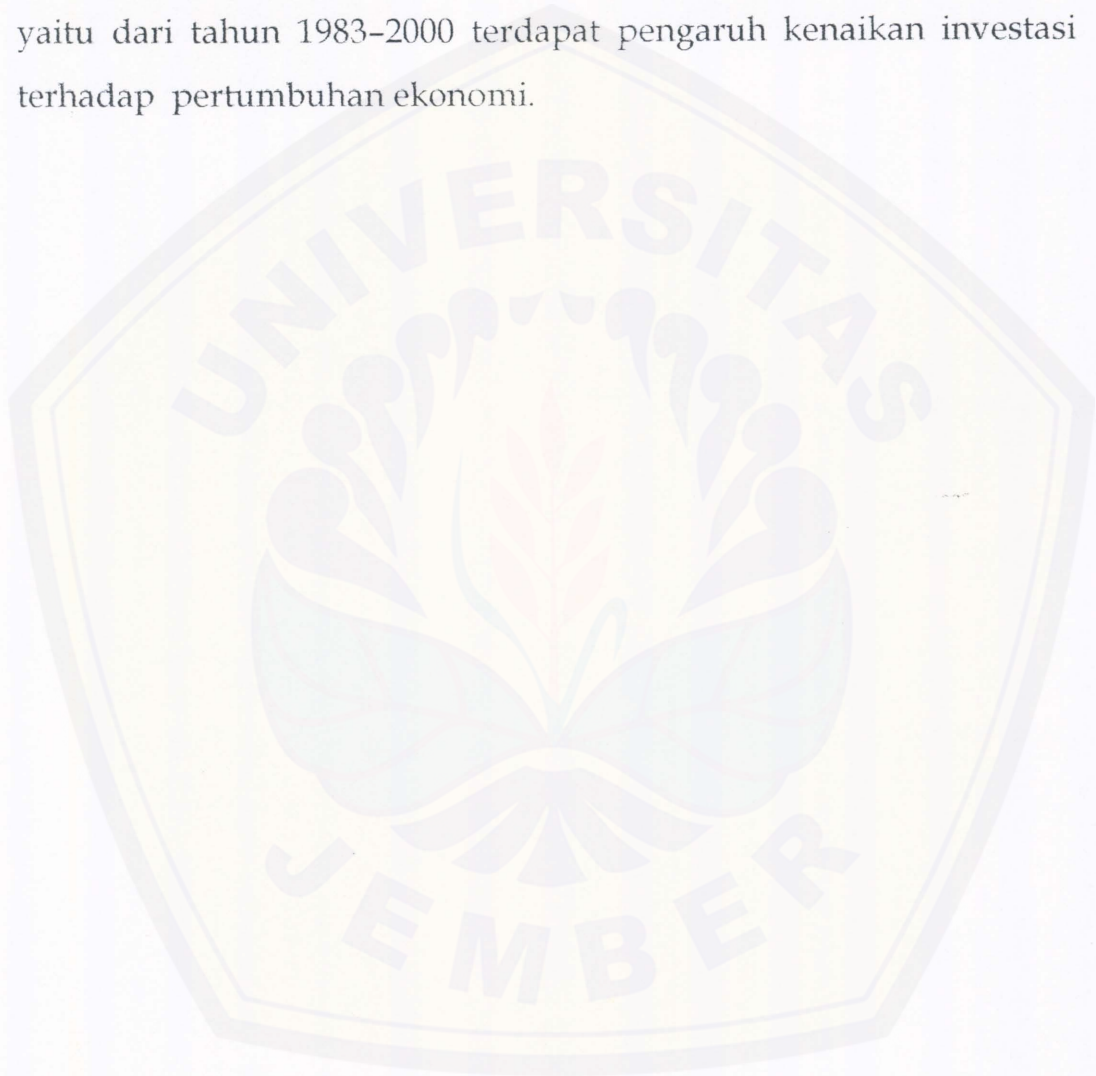 yaitu dari tahun 1983–2000 terdapat pengaruh kenaikan investasi
terhadap pertumbuhan ekonomi.
UNIVERSITAS
JEMBER